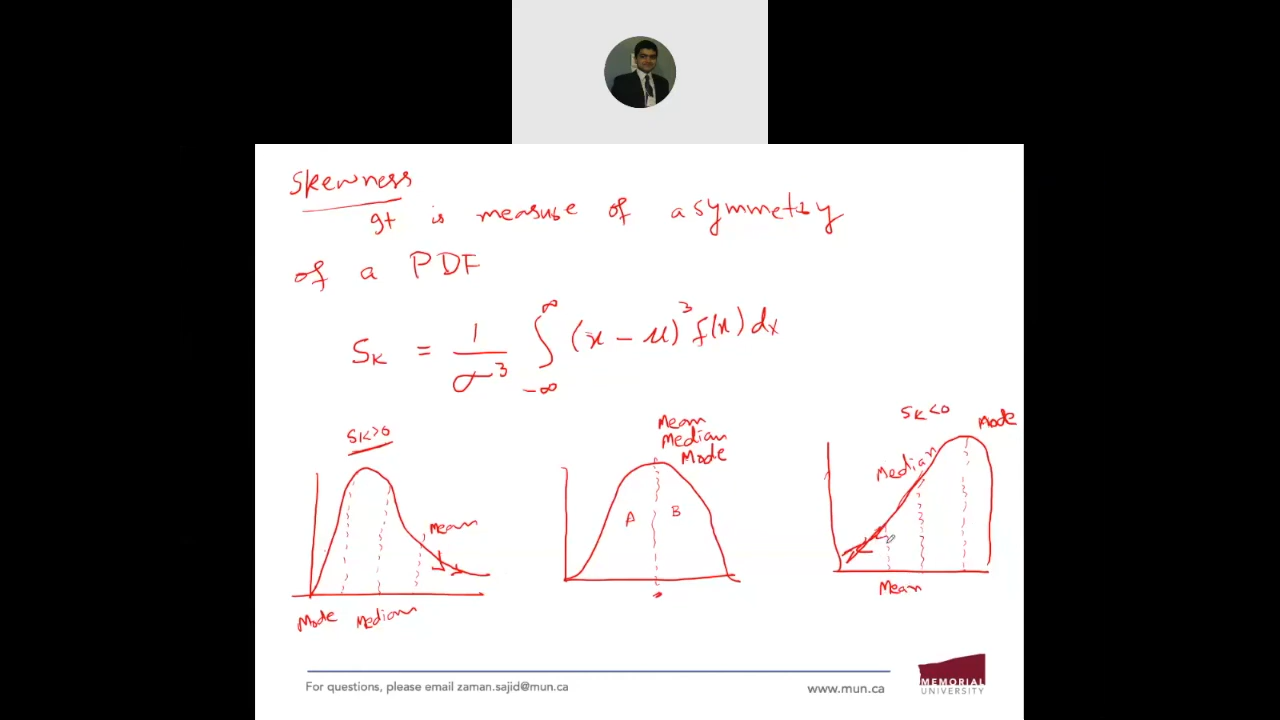 Skewness
It is measure of asymmetry
of a PDF
Sk = 1/σ³ ∫_{-∞}^{∞} (x - μ)³ f(x) dx
Sk>0
Mean
Mode Median
Mean
Median
Mode
A B
Sk<0
Mode
Median
Mean
For questions, please email zaman.sajid@mun.ca
www.mun.ca
MEMORIAL
UNIVERSITY